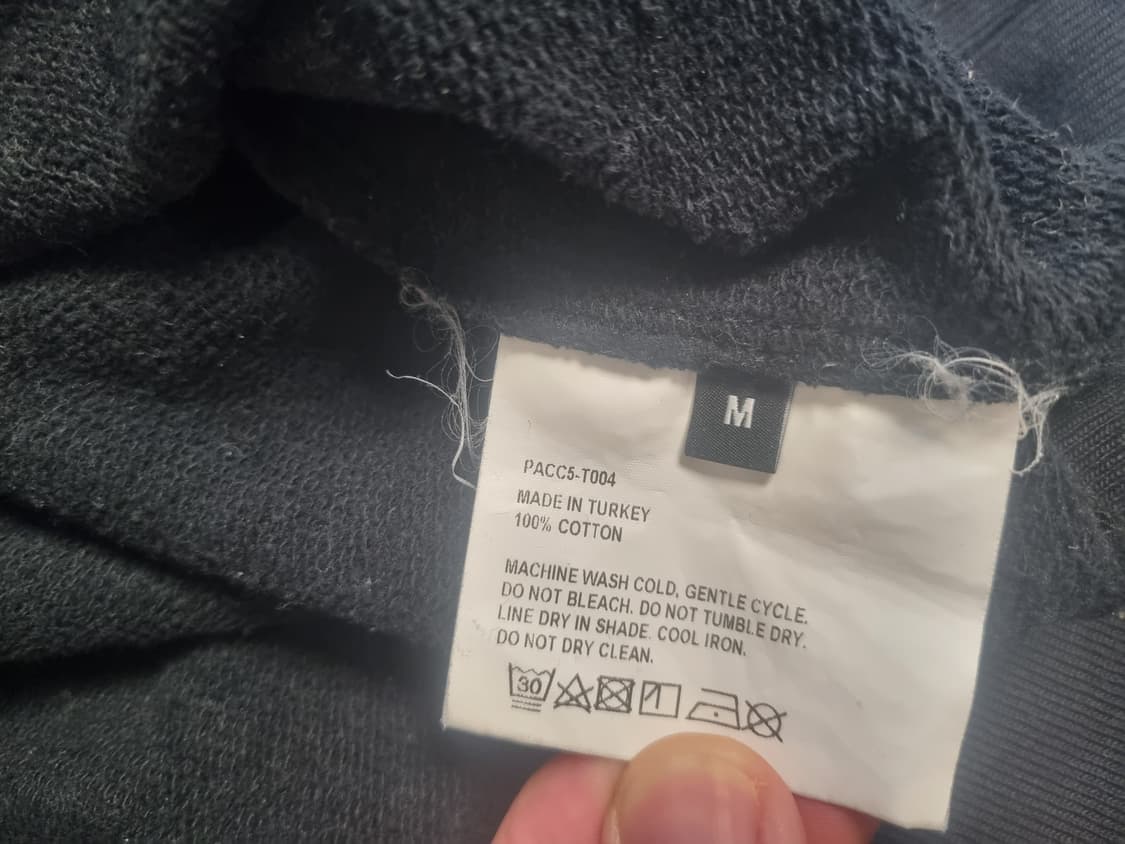 M
PACC5-T004
MADE IN TURKEY
100% COTTON
MACHINE WASH COLD, GENTLE CYCLE.
DO NOT BLEACH. DO NOT TUMBLE DRY.
LINE DRY IN SHADE. COOL IRON.
DO NOT DRY CLEAN.
30